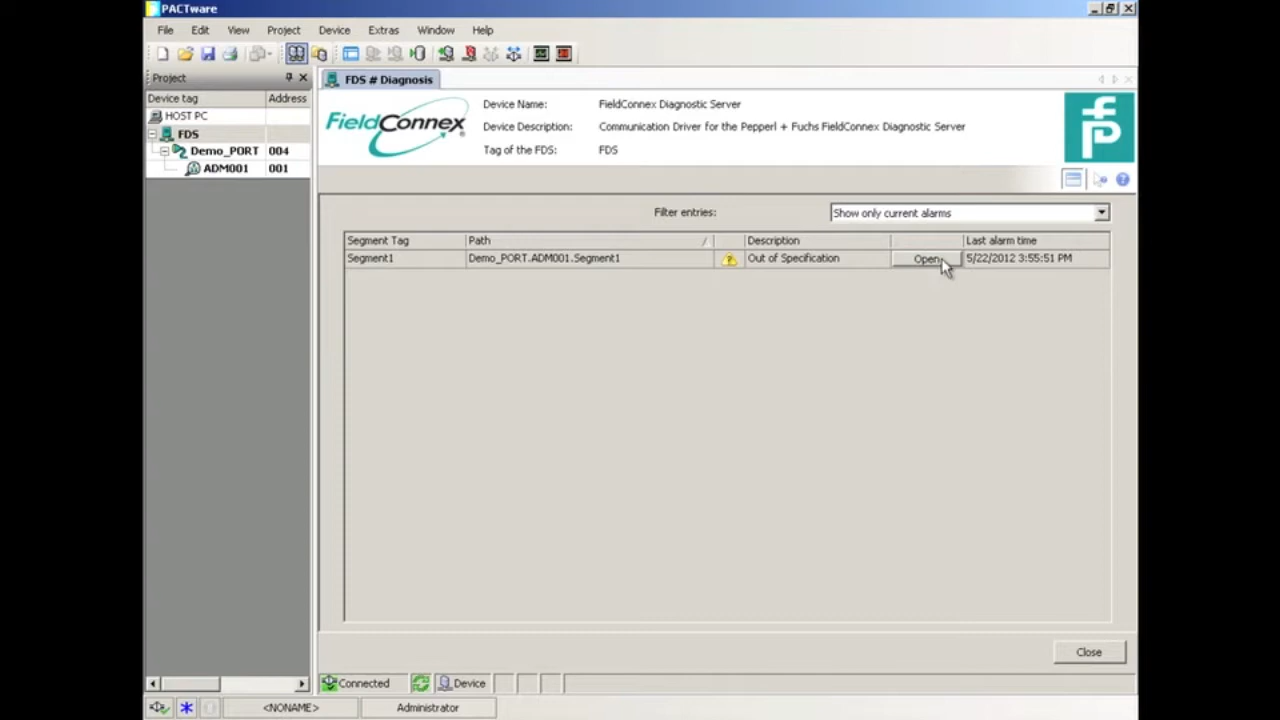 PACTware
File Edit View Project Device Extras Window Help
Project
FDS # Diagnosis
Device tag Address
HOST PC
FDS
Demo_PORT 004
ADM001 001
FieldConnex
Device Name: FieldConnex Diagnostic Server
Device Description: Communication Driver for the Pepperl + Fuchs FieldConnex Diagnostic Server
Tag of the FDS: FDS
Filter entries: Show only current alarms
Segment Tag Path Description Last alarm time
Segment1 Demo_PORT.ADM001.Segment1 Out of Specification Open 5/22/2012 3:55:51 PM
Close
Connected Device
<NONAME> Administrator